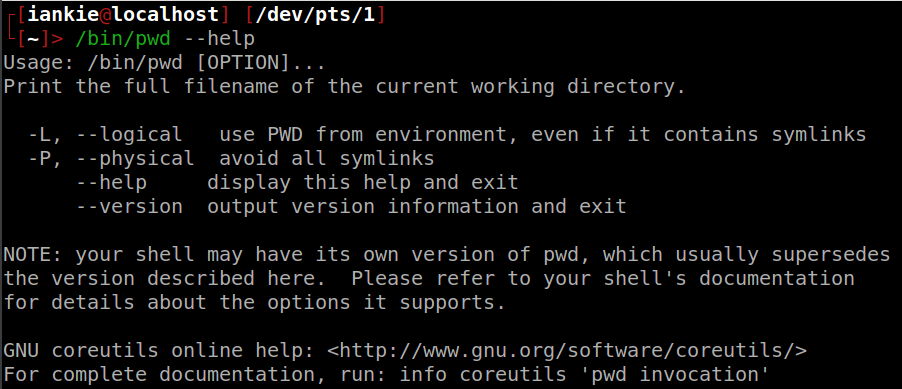 ┌[iankie@localhost] [/dev/pts/1]
└[~]> /bin/pwd --help
Usage: /bin/pwd [OPTION]...
Print the full filename of the current working directory.

  -L, --logical   use PWD from environment, even if it contains symlinks
  -P, --physical  avoid all symlinks
      --help     display this help and exit
      --version  output version information and exit

NOTE: your shell may have its own version of pwd, which usually supersedes
the version described here.  Please refer to your shell's documentation
for details about the options it supports.

GNU coreutils online help: <http://www.gnu.org/software/coreutils/>
For complete documentation, run: info coreutils 'pwd invocation'